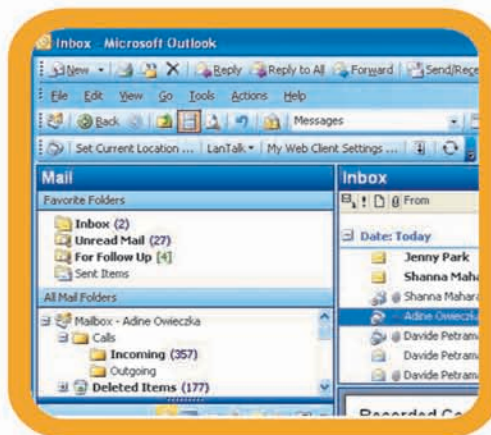 Inbox - Microsoft Outlook
New Reply Reply to All Forward Send/Rece
File Edit View Go Tools Actions Help
Back Messages
Set Current Location ... LanTalk My Web Client Settings ...
Mail
Favorite Folders
Inbox (2)
Unread Mail (27)
For Follow Up [4]
Sent Items
All Mail Folders
Mailbox - Adine Owieczka
Calls
Incoming (357)
Outgoing
Deleted Items (177)
Inbox
From
Date: Today
Jenny Park
Shanna Maha
Shanna Mahara
Adine Owieczk
Davide Petram
Davide Petram
Davide Petram